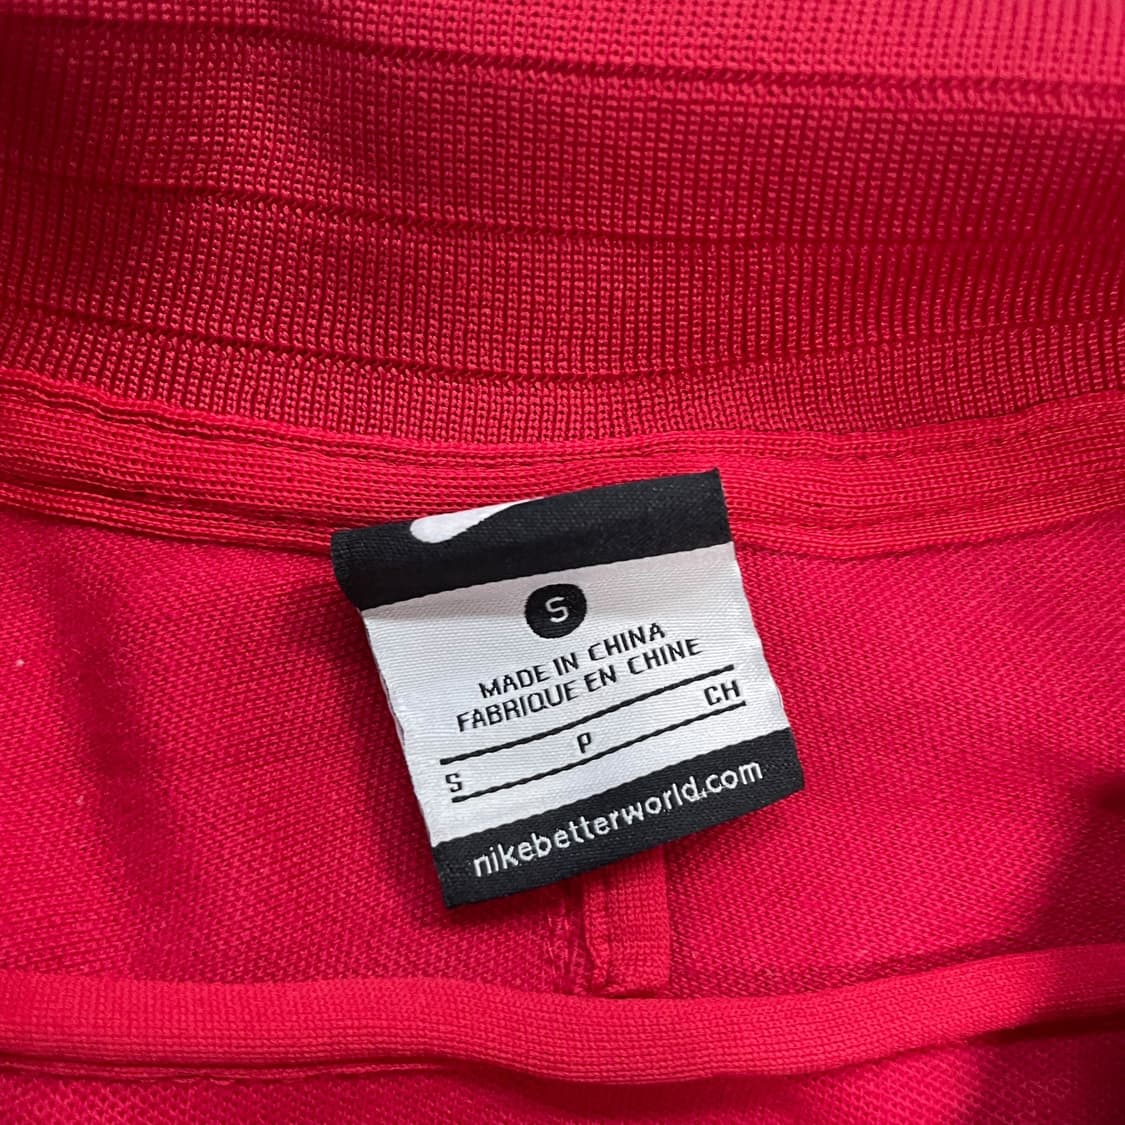 S
MADE IN CHINA
FABRIQUE EN CHINE
S P CH
nikebetterworld.com